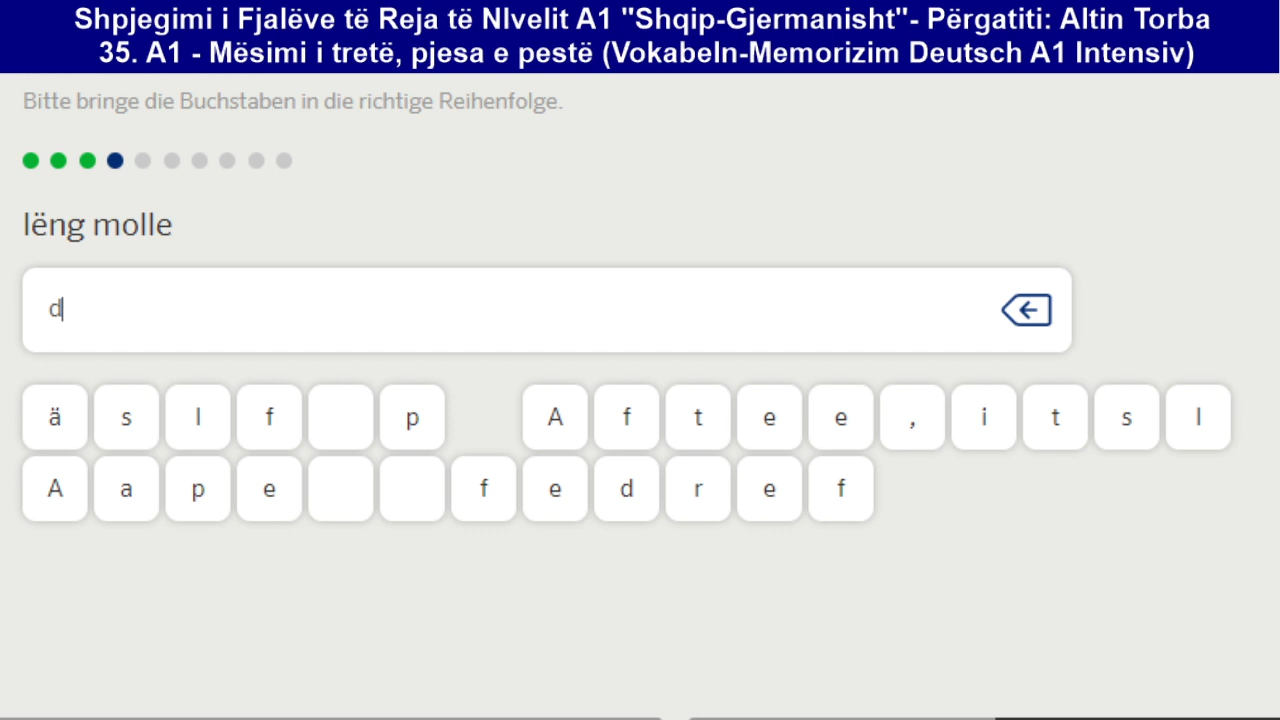 Shpjegimi i Fjalëve të Reja të NIvelit A1 "Shqip-Gjermanisht"- Përgatiti: Altin Torba
35. A1 - Mësimi i tretë, pjesa e pestë (Vokabeln-Memorizim Deutsch A1 Intensiv)
Bitte bringe die Buchstaben in die richtige Reihenfolge.
lëng molle
d
ä s l f p A f t e e , i t s l
A a p e f e d r e f